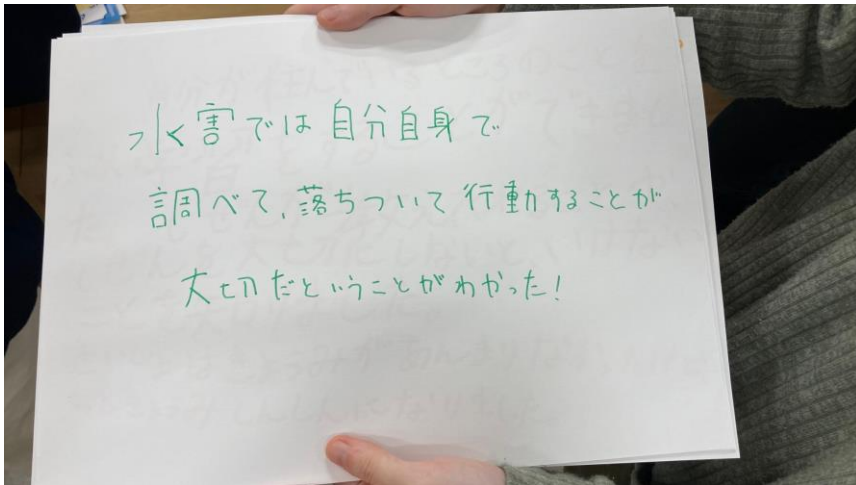 水害では自分自身で
調べて、落ちついて行動することが
大切だということがわかった!